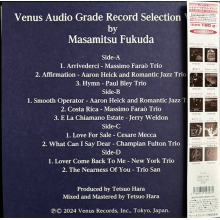 Venus Audio Grade Record Selection
by
Masamitsu Fukuda
Side-A
1. Arrivederci - Massimo Faraò Trio
2. Affirmation - Aaron Heick and Romantic Jazz Trio
3. Hymn - Paul Bley Trio
Side-B
1. Smooth Operator - Aaron Heick and Romantic
2. Costa Rica - Massimo Faraò Trio
3. E La Chiamano Estate - Jerry Weldon
Side-C
1. Love For Sale - Cesare Mecca
2. What Can I Say Dear - Champian Fulton Trio
Side-D
1. Lover Come Back To Me - New York Trio
2. The Nearness Of You - Trio San
Produced by Tetsuo Hara
Mixed and Mastered by Tetsuo Hara
℗© 2024 Venus Records, Inc., Tokyo, Japan.